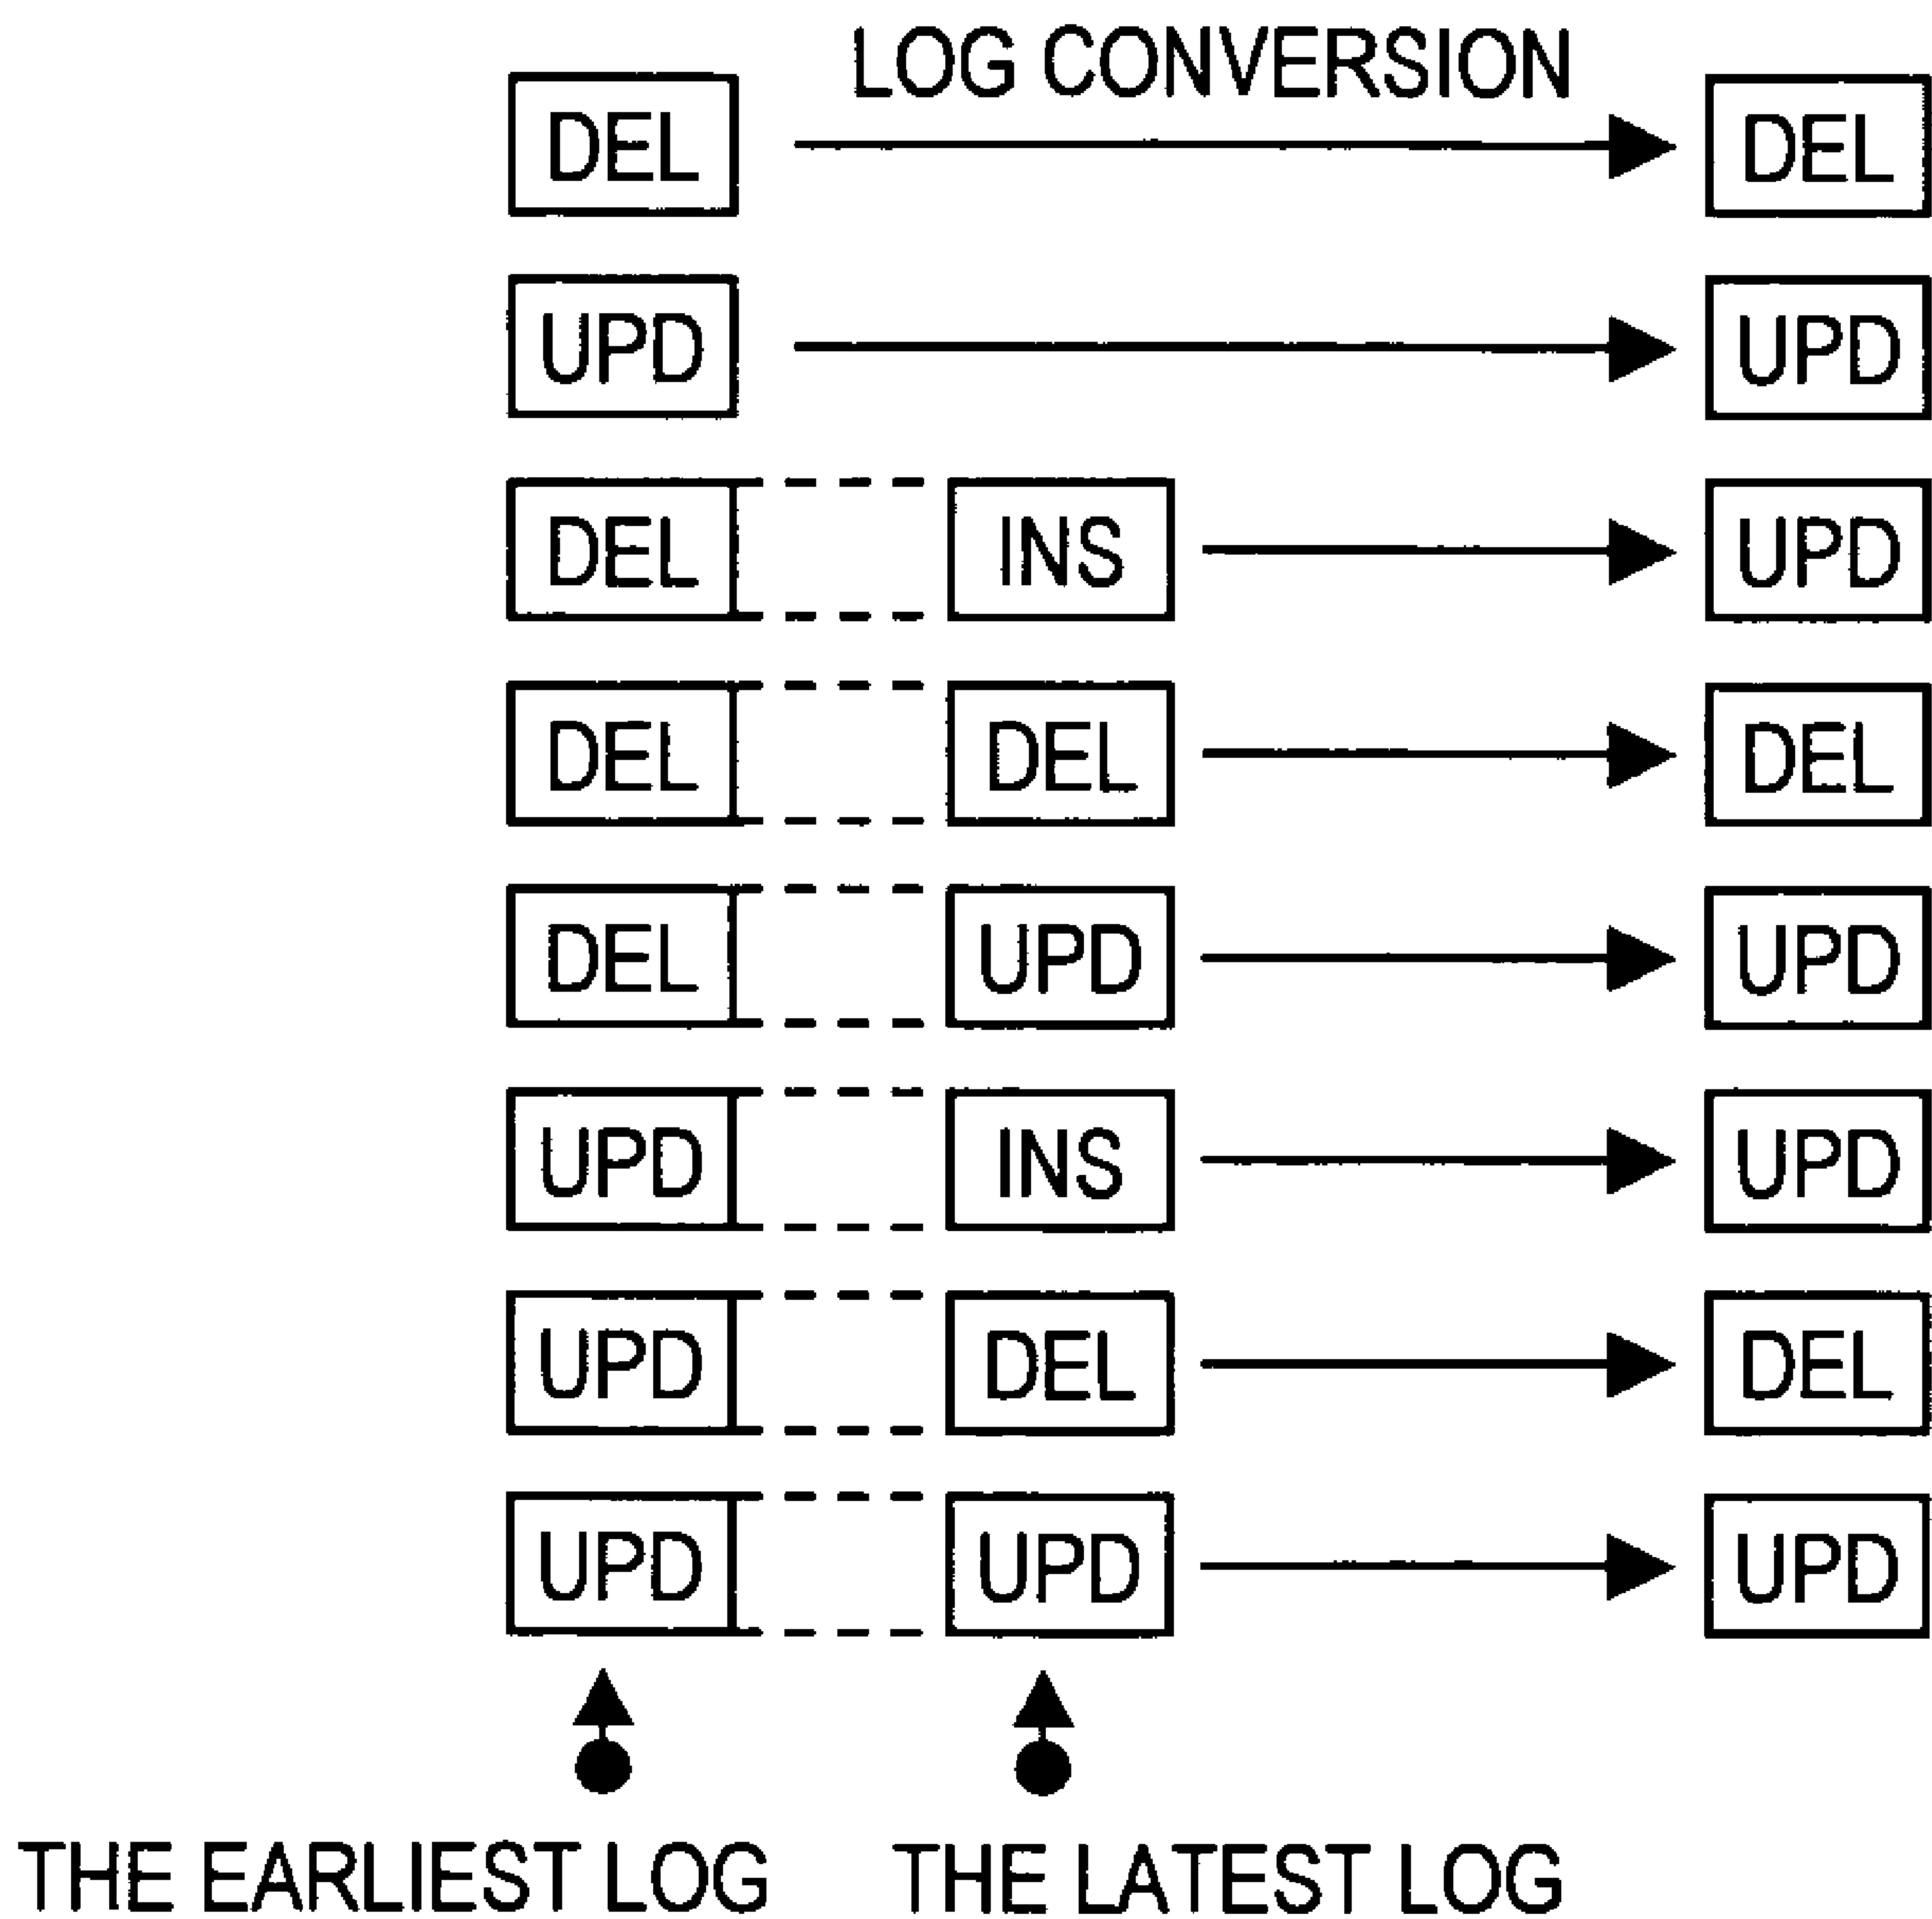 LOG CONVERSION
DEL DEL
UPD UPD
DEL INS UPD
DEL DEL DEL
DEL UPD UPD
UPD INS UPD
UPD DEL DEL
UPD UPD UPD
THE EARLIEST LOG THE LATEST LOG